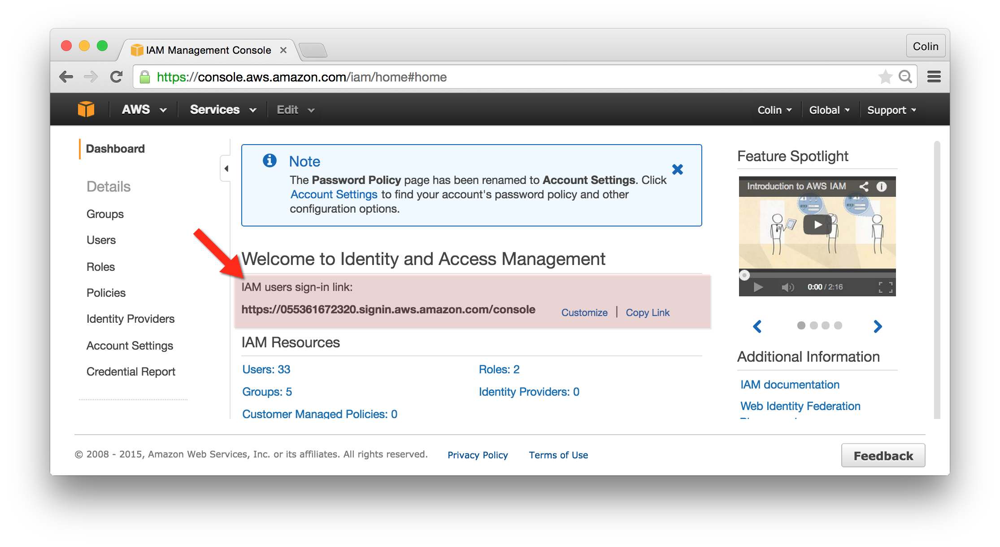 IAM Management Console
Colin
https://console.aws.amazon.com/iam/home#home
AWS
Services
Edit
Colin
Global
Support
Dashboard
Details
Groups
Users
Roles
Policies
Identity Providers
Account Settings
Credential Report
Note
The Password Policy page has been renamed to Account Settings. Click
Account Settings to find your account's password policy and other
configuration options.
Welcome to Identity and Access Management
IAM users sign-in link:
https://055361672320.signin.aws.amazon.com/console
Customize | Copy Link
IAM Resources
Users: 33
Roles: 2
Groups: 5
Identity Providers: 0
Customer Managed Policies: 0
Feature Spotlight
Introduction to AWS IAM
0:00 / 2:16
Additional Information
IAM documentation
Web Identity Federation
© 2008 - 2015, Amazon Web Services, Inc. or its affiliates. All rights reserved.
Privacy Policy
Terms of Use
Feedback